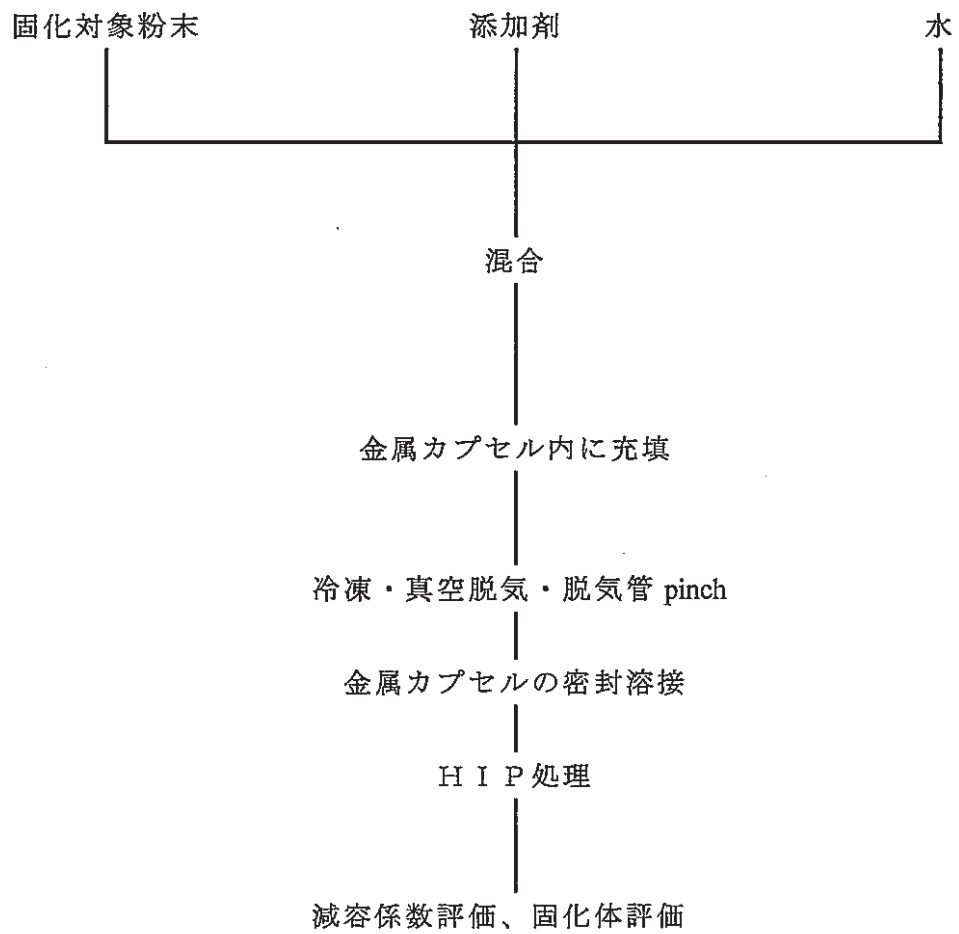 固化対象粉末 添加剤 水
混合
金属カプセル内に充填
冷凍・真空脱気・脱気管 pinch
金属カプセルの密封溶接
ＨＩＰ処理
減容係数評価、固化体評価